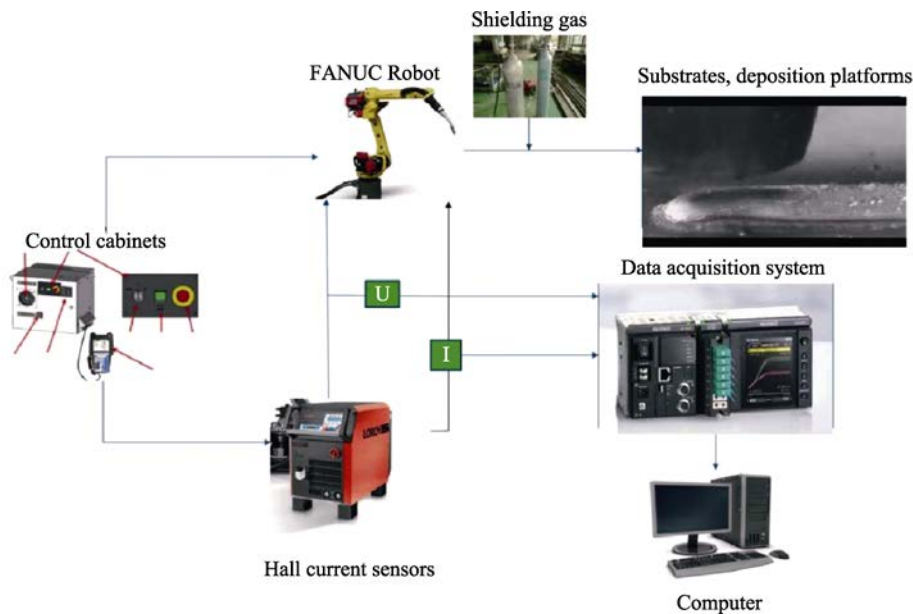 Shielding gas
FANUC Robot
Substrates, deposition platforms
Control cabinets
Data acquisition system
U
I
Hall current sensors
Computer